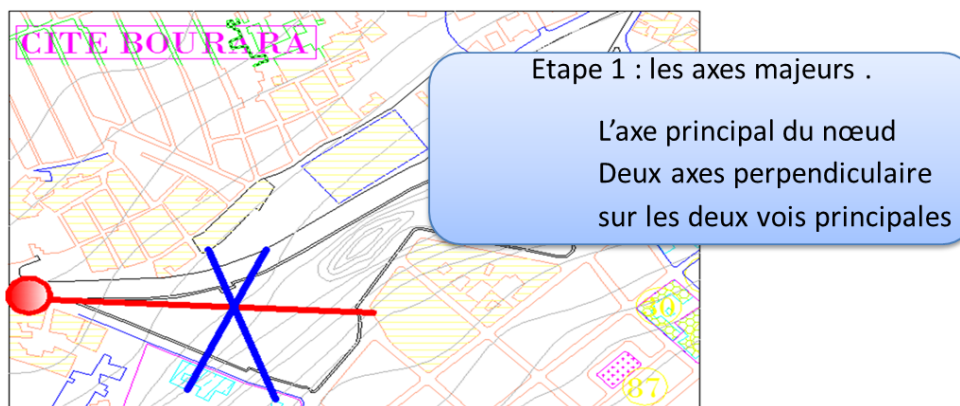 CITE BOURARA
Etape 1 : les axes majeurs .
L’axe principal du nœud
Deux axes perpendiculaire
sur les deux vois principales
90
87